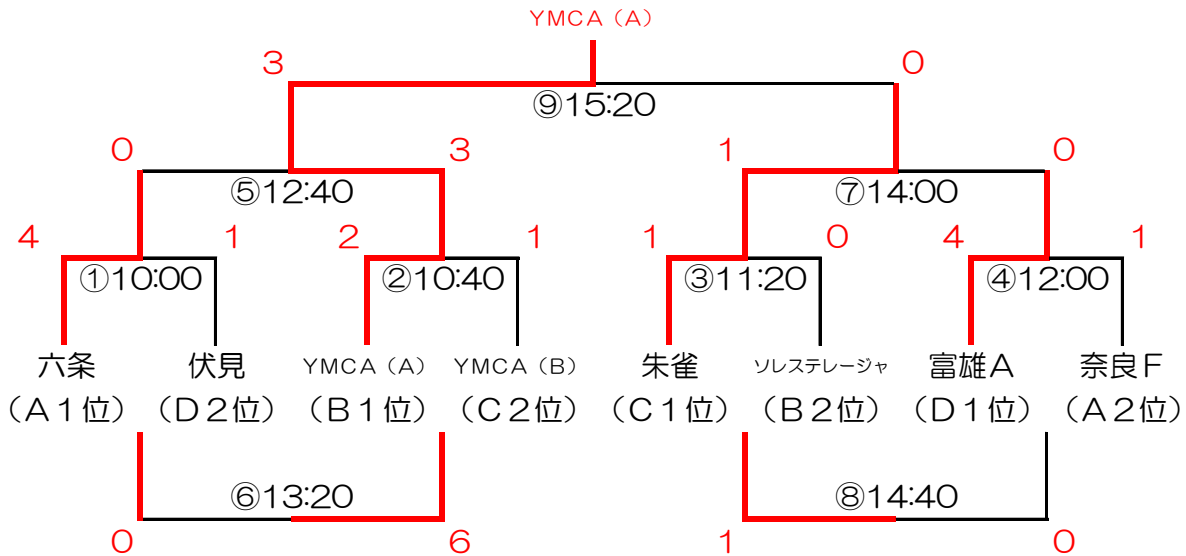 YMCA（A）
3 0
⑨15:20
0 3 1 0
⑤12:40 ⑦14:00
4 1 2 1 1 0 4 1
①10:00 ②10:40 ③11:20 ④12:00
六条 伏見 YMCA（A） YMCA（B） 朱雀 ソレステレージャ 富雄A 奈良F
（A1位） （D2位） （B1位） （C2位） （C1位） （B2位） （D1位） （A2位）
⑥13:20 ⑧14:40
0 6 1 0